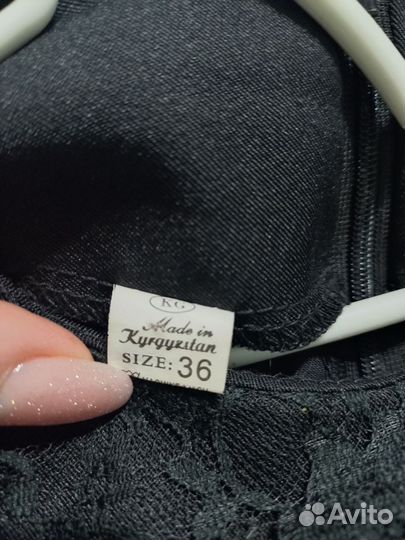 KG
Made in
Kyrgyzstan
SIZE: 36
Avito